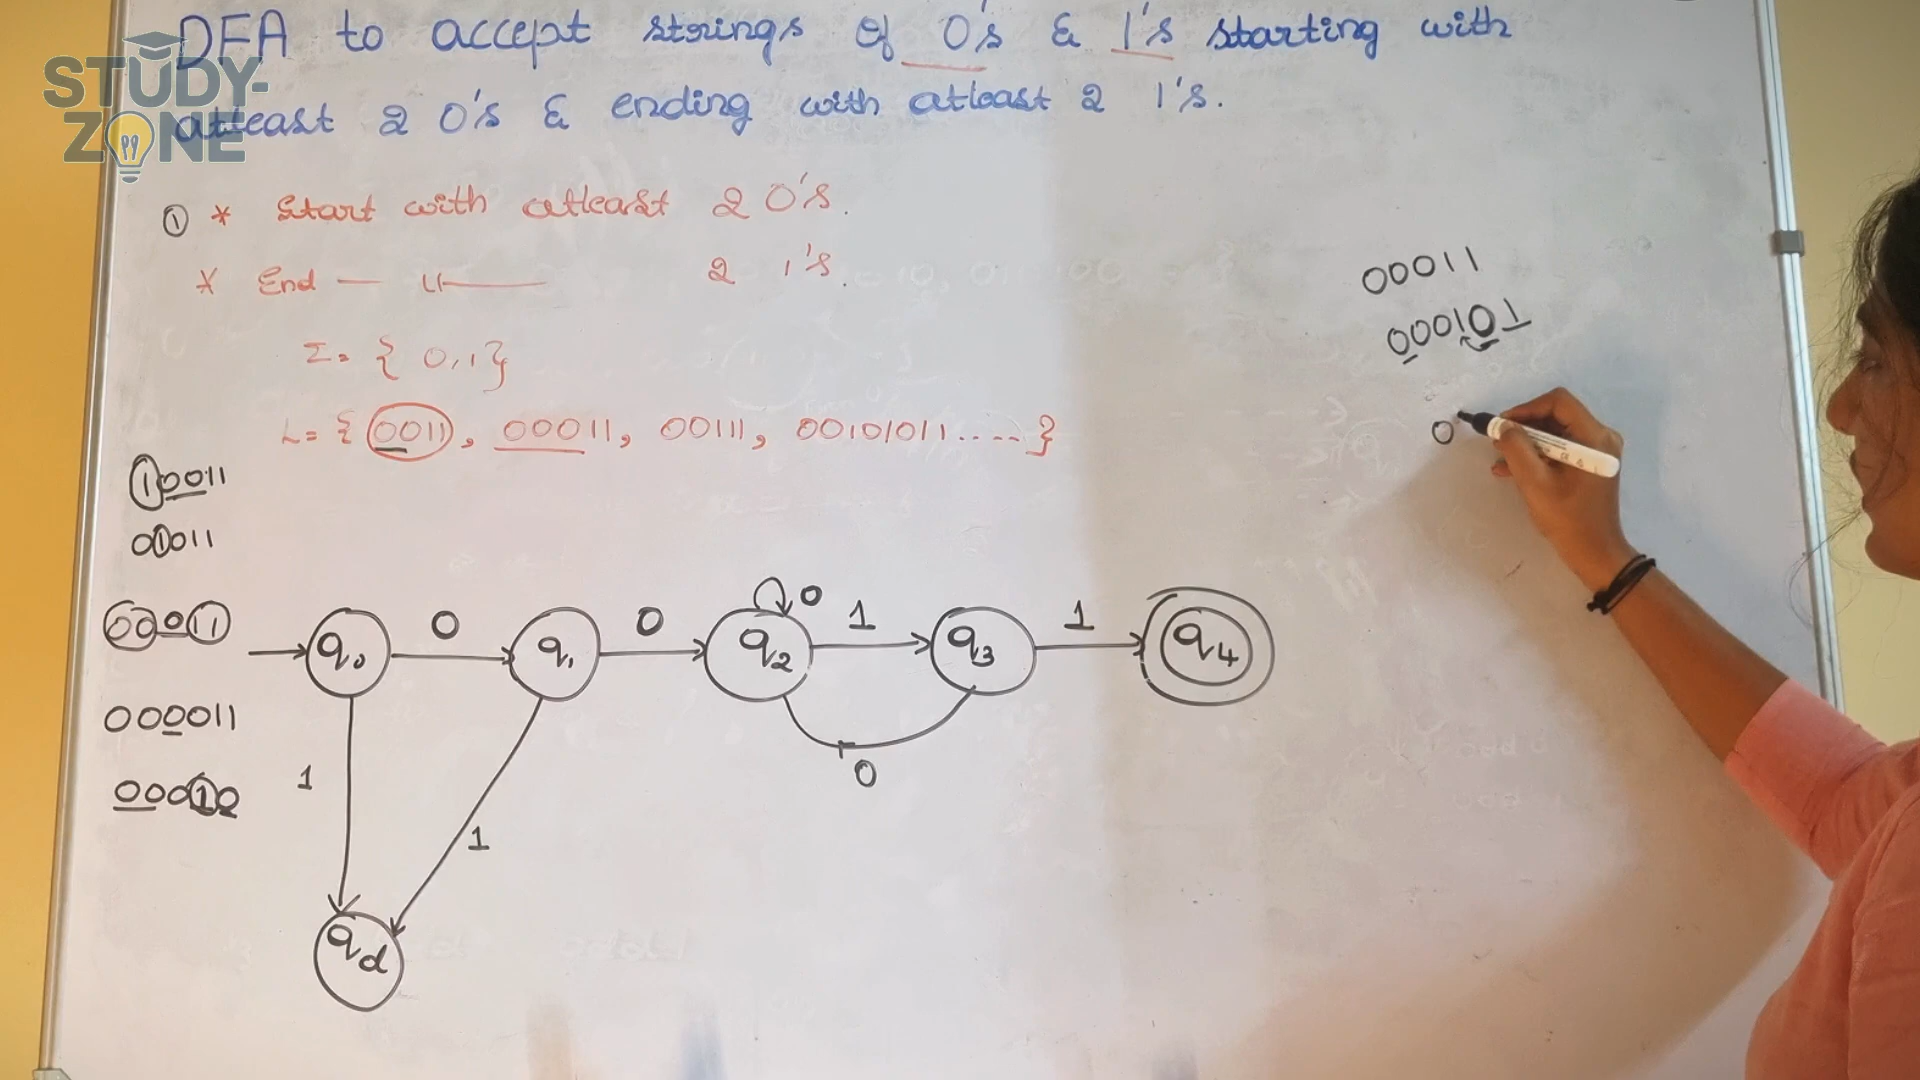 STUDY-
ZONE
DFA to accept strings of 0's & 1's starting with
atleast 2 0's & ending with atleast 2 1's.
① * Start with atleast 2 0's.
* End — 〃 — 2 1's.
Σ = { 0, 1 }
L = { 0011, 00011, 00111, 00101011.... }
00011
000101
0
10011
01011
00011
000011
00010
q0 0 q1 0 q2 0 1 q3 1 q4
0
1
1
qd